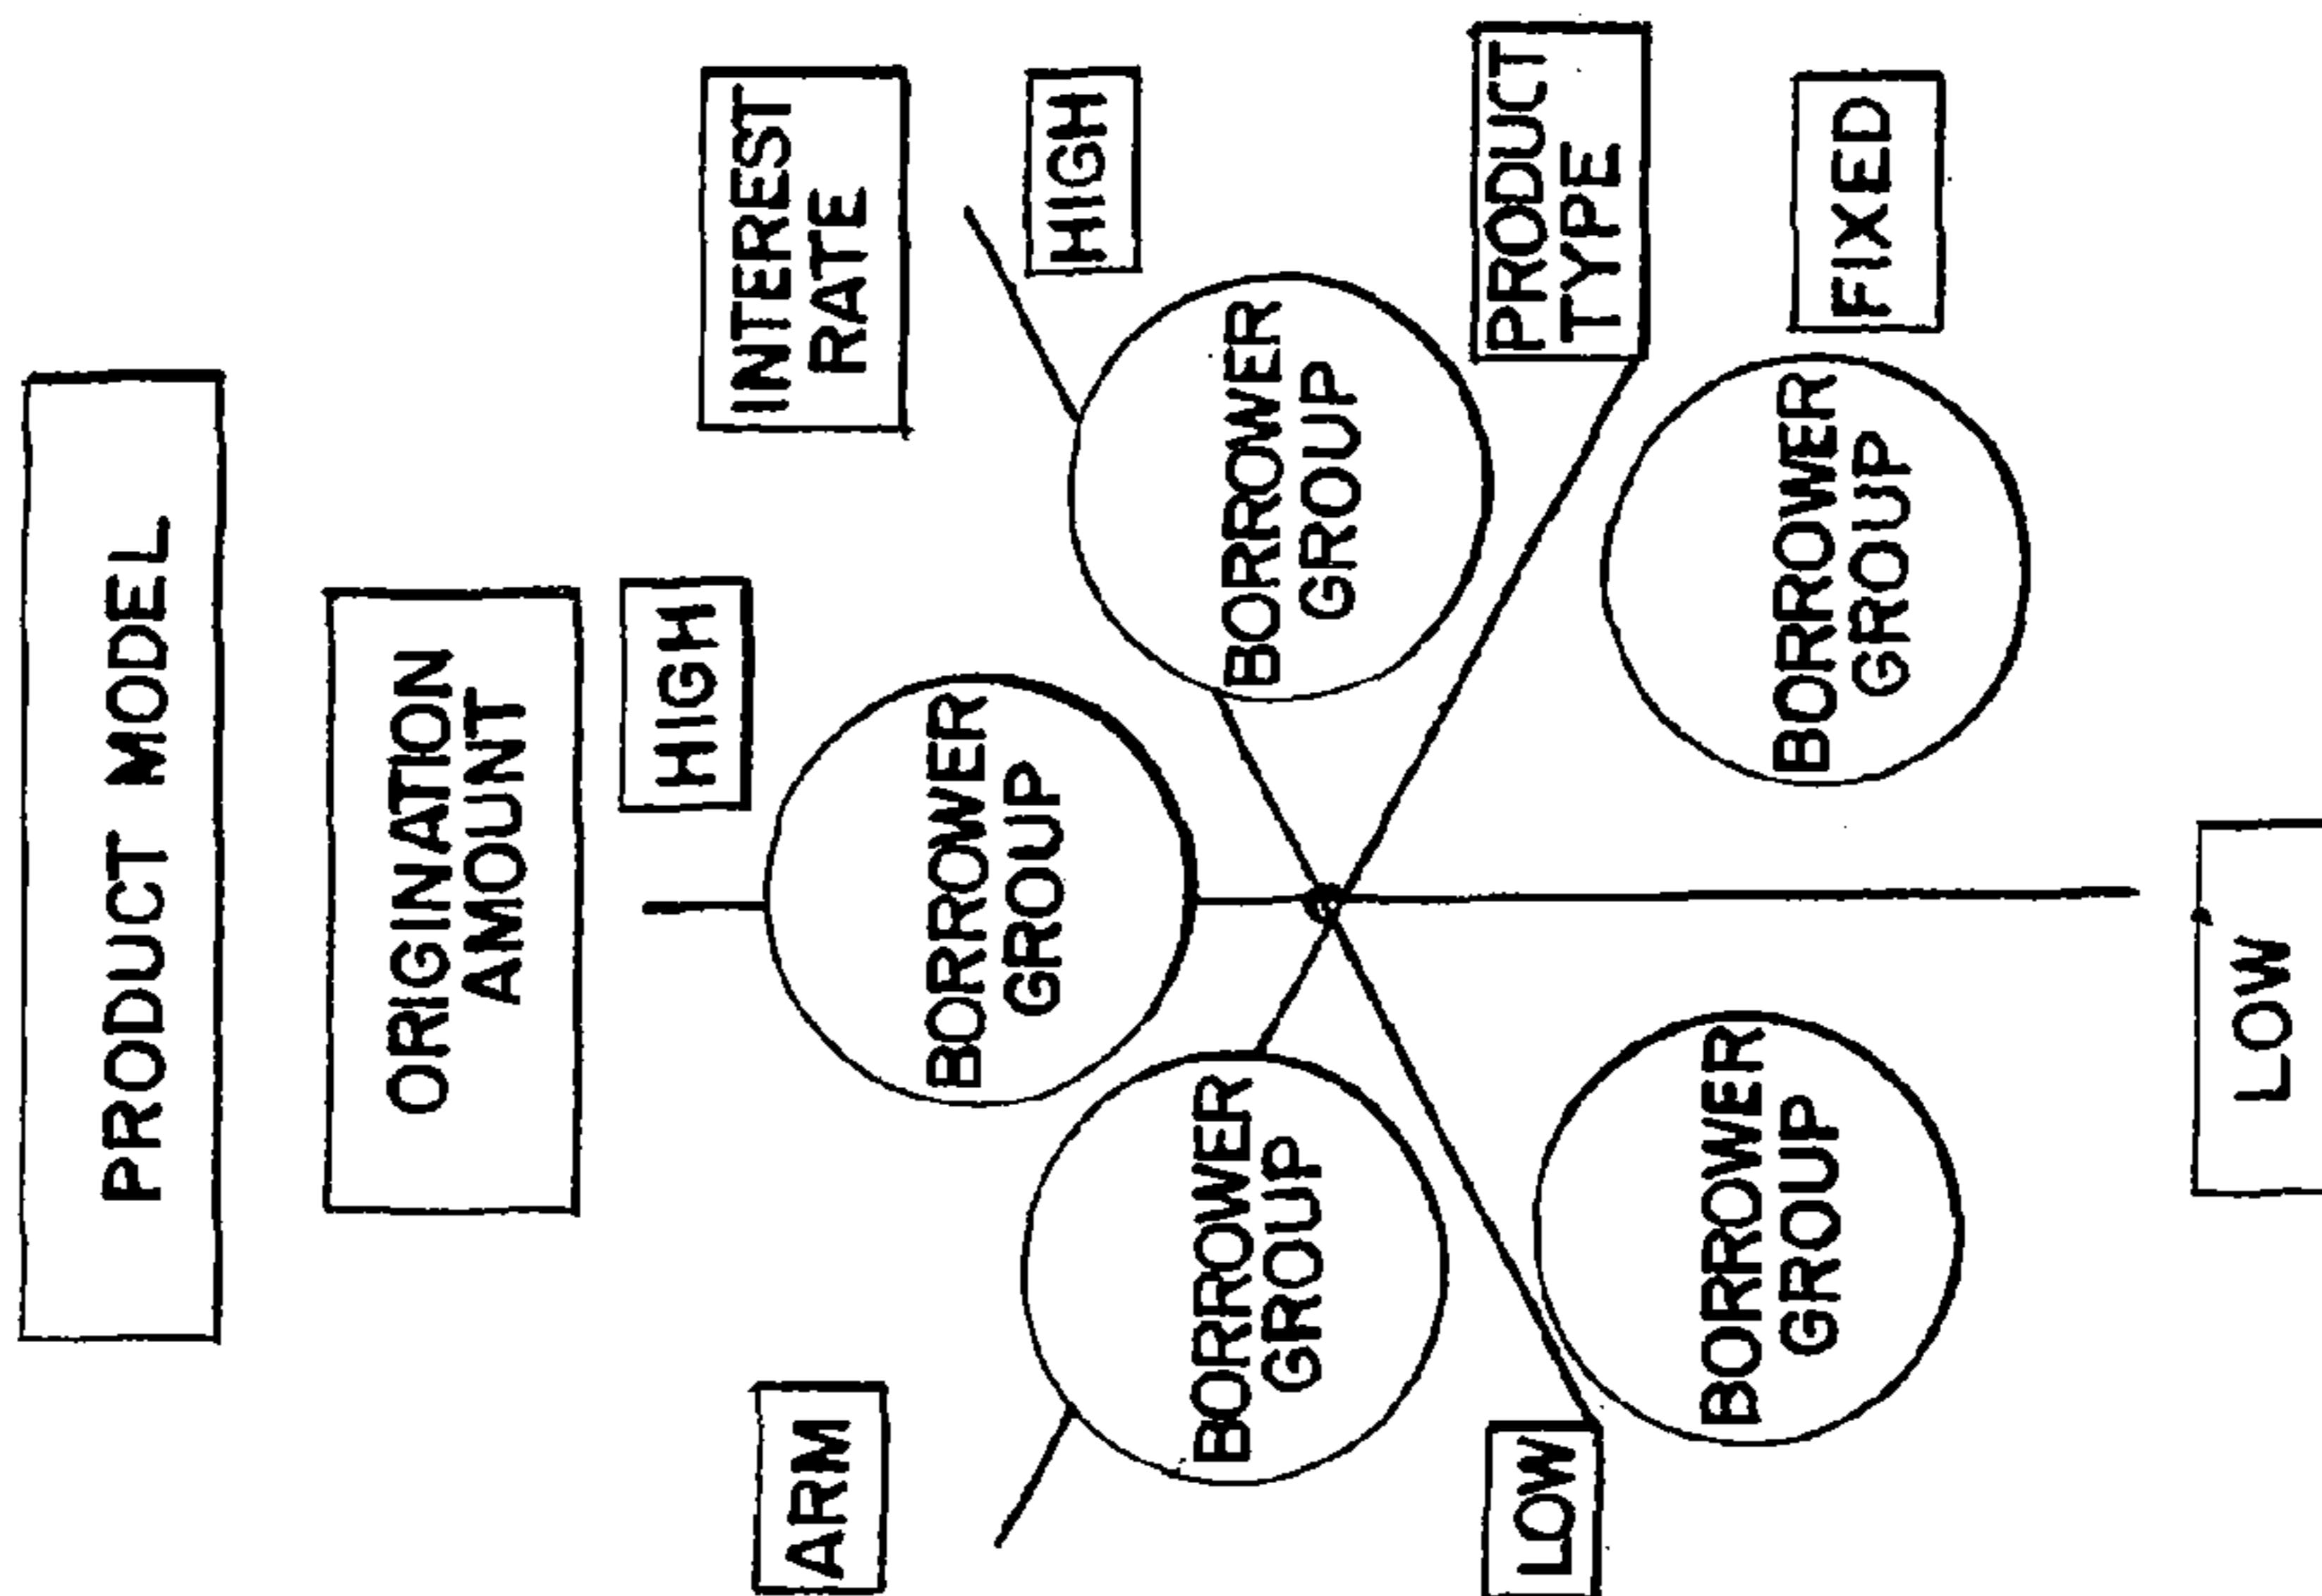 PRODUCT MODEL
ORIGINATION
AMOUNT
HIGH
INTEREST
RATE
ARM
HIGH
BORROWER
GROUP
BORROWER
GROUP
BORROWER
GROUP
PRODUCT
TYPE
LOW
BORROWER
GROUP
BORROWER
GROUP
FIXED
LOW